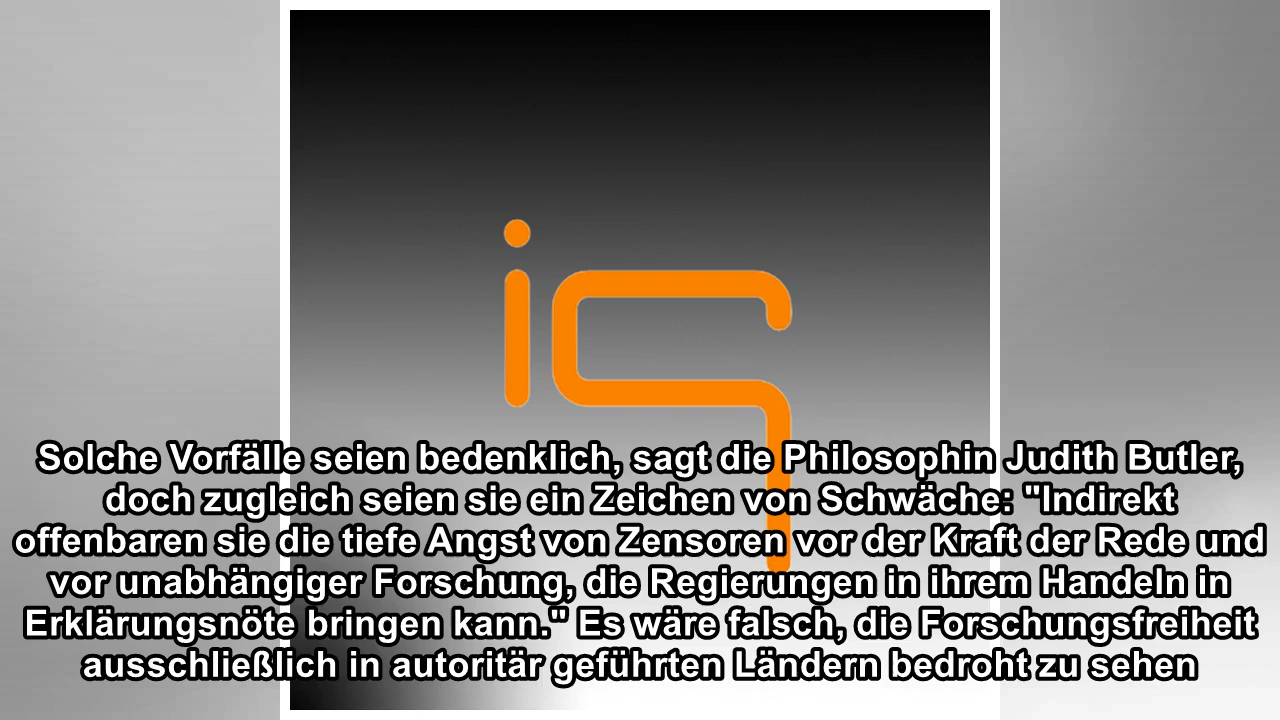 iq
Solche Vorfälle seien bedenklich, sagt die Philosophin Judith Butler,
doch zugleich seien sie ein Zeichen von Schwäche: "Indirekt
offenbaren sie die tiefe Angst von Zensoren vor der Kraft der Rede und
vor unabhängiger Forschung, die Regierungen in ihrem Handeln in
Erklärungsnöte bringen kann." Es wäre falsch, die Forschungsfreiheit
ausschließlich in autoritär geführten Ländern bedroht zu sehen